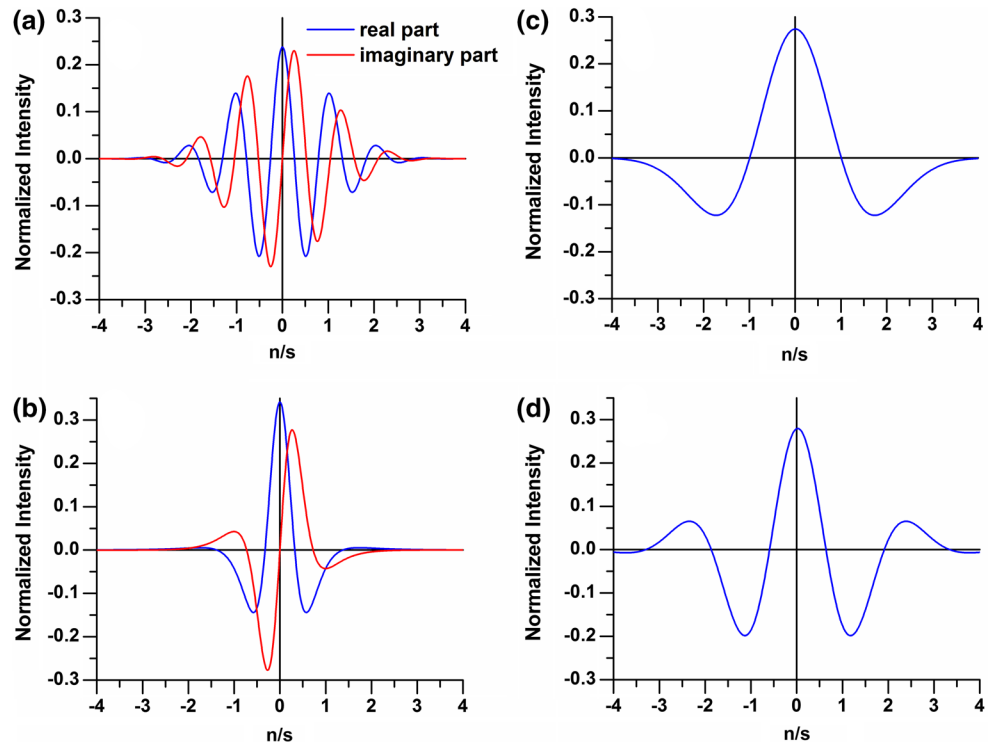 (a)
real part
imaginary part
Normalized Intensity
0.3
0.2
0.1
0.0
-0.1
-0.2
-0.3
-4 -3 -2 -1 0 1 2 3 4
n/s
(c)
Normalized Intensity
0.3
0.2
0.1
0.0
-0.1
-0.2
-0.3
-4 -3 -2 -1 0 1 2 3 4
n/s
(b)
Normalized Intensity
0.3
0.2
0.1
0.0
-0.1
-0.2
-0.3
-4 -3 -2 -1 0 1 2 3 4
n/s
(d)
Normalized Intensity
0.3
0.2
0.1
0.0
-0.1
-0.2
-0.3
-4 -3 -2 -1 0 1 2 3 4
n/s